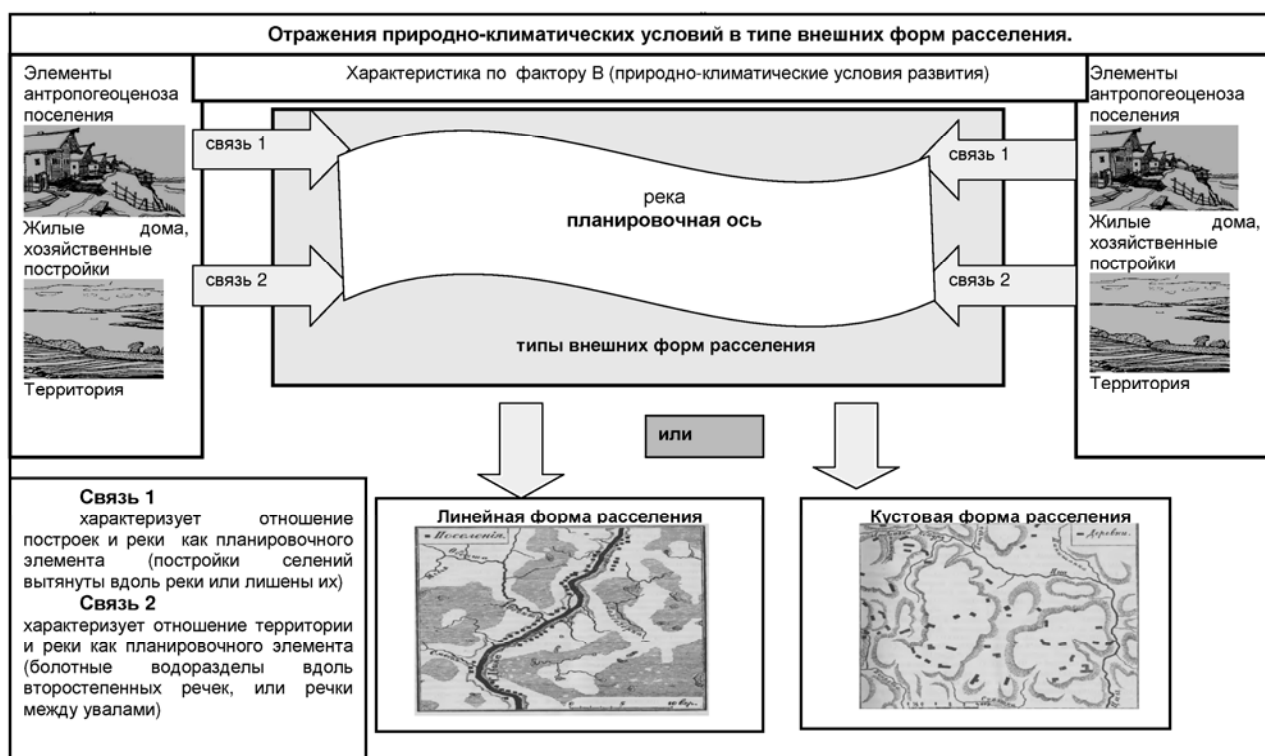 Отражения природно-климатических условий в типе внешних форм расселения.
Характеристика по фактору В (природно-климатические условия развития)
Элементы
антропогеоценоза
поселения
Жилые дома,
хозяйственные
постройки
Территория
связь 1
связь 2
река
планировочная ось
типы внешних форм расселения
связь 1
связь 2
Элементы
антропогеоценоза
поселения
Жилые дома,
хозяйственные
постройки
Территория
или
Связь 1
характеризует отношение
построек и реки как планировочного
элемента (постройки селений
вытянуты вдоль реки или лишены их)
Связь 2
характеризует отношение территории
и реки как планировочного элемента
(болотные водоразделы вдоль
второстепенных речек, или речки
между увалами)
Линейная форма расселения
Поселенія.
Кустовая форма расселения
Деревни.